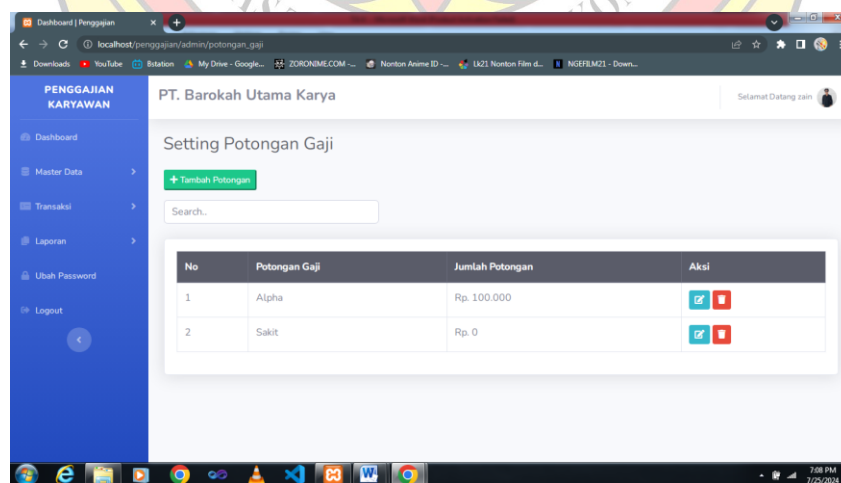 Dashboard | Penggajian
localhost/penggajian/admin/potongan_gaji
Downloads YouTube Bstation My Drive - Google... ZORONIME.COM -... Nonton Anime ID -... Lk21 Nonton Film d... NGEFILM21 - Down...
PENGGAJIAN
KARYAWAN
PT. Barokah Utama Karya
Selamat Datang zain
Dashboard
Master Data
Transaksi
Laporan
Ubah Password
Logout
Setting Potongan Gaji
+ Tambah Potongan
Search..
No Potongan Gaji Jumlah Potongan Aksi
1 Alpha Rp. 100.000
2 Sakit Rp. 0
7:08 PM
7/25/2024